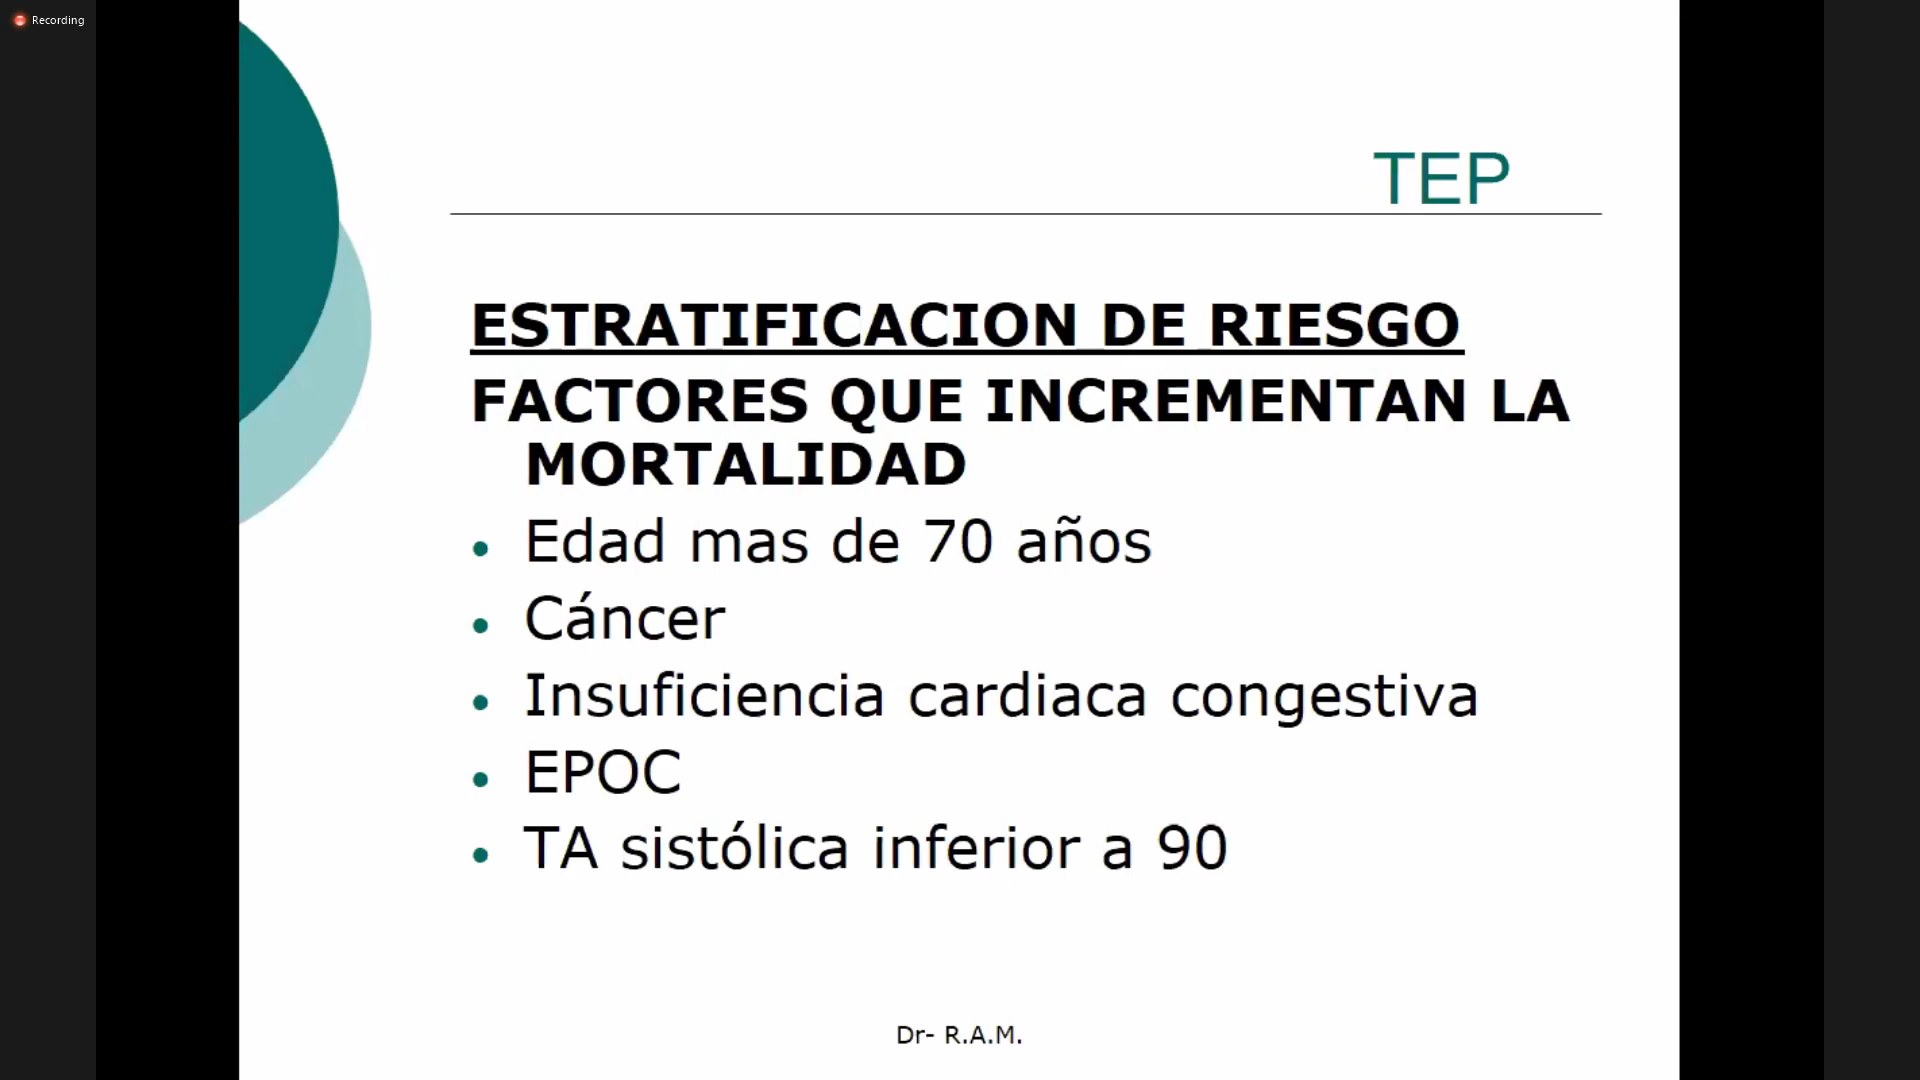 Recording
TEP
ESTRATIFICACION DE RIESGO
FACTORES QUE INCREMENTAN LA
MORTALIDAD
• Edad mas de 70 años
• Cáncer
• Insuficiencia cardiaca congestiva
• EPOC
• TA sistólica inferior a 90
Dr- R.A.M.